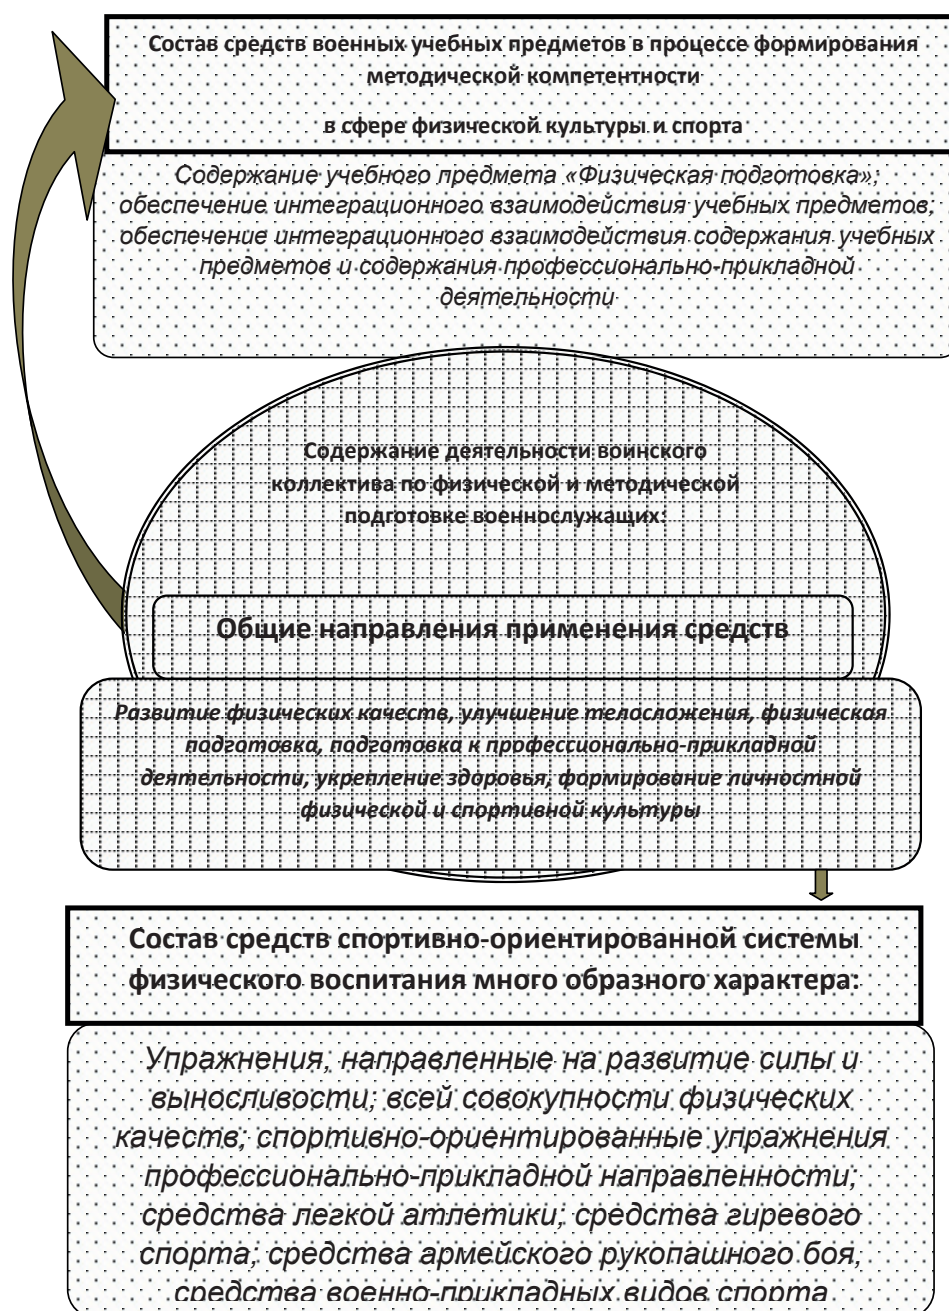 Состав средств военных учебных предметов в процессе формирования
методической компетентности
в сфере физической культуры и спорта
Содержание учебного предмета «Физическая подготовка»;
обеспечение интеграционного взаимодействия учебных предметов;
обеспечение интеграционного взаимодействия содержания учебных
предметов и содержания профессионально-прикладной
деятельности
Содержание деятельности воинского
коллектива по физической и методической
подготовке военнослужащих:
Общие направления применения средств
Развитие физических качеств, улучшение телосложения, физическая
подготовка, подготовка к профессионально-прикладной
деятельности, укрепление здоровья, формирование личностной
физической и спортивной культуры
Состав средств спортивно-ориентированной системы
физического воспитания много образного характера:
Упражнения, направленные на развитие силы и
выносливости; всей совокупности физических
качеств; спортивно-ориентированные упражнения
профессионально-прикладной направленности;
средства легкой атлетики; средства гиревого
спорта; средства армейского рукопашного боя,
средства военно-прикладных видов спорта